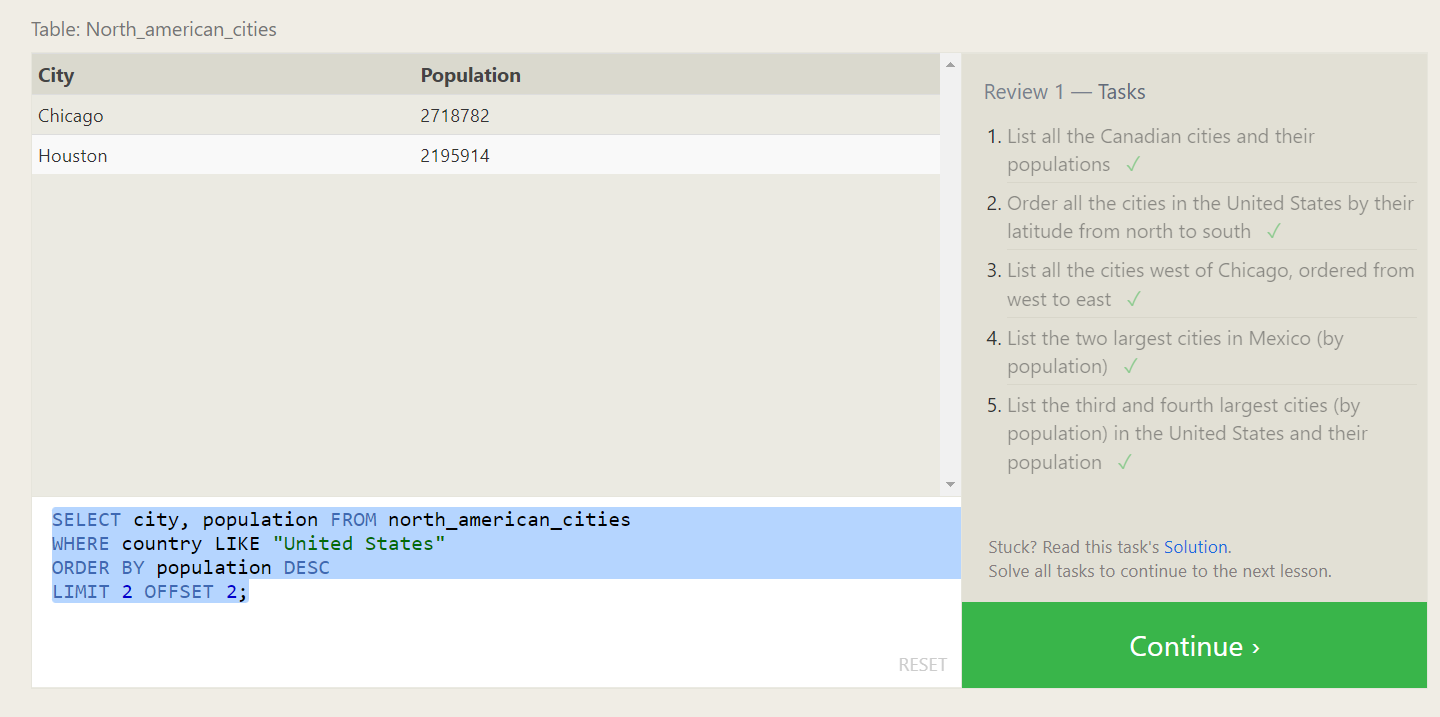 Table: North_american_cities
City Population
Chicago 2718782
Houston 2195914
SELECT city, population FROM north_american_cities
WHERE country LIKE "United States"
ORDER BY population DESC
LIMIT 2 OFFSET 2;
RESET
Review 1 — Tasks
1. List all the Canadian cities and their
populations ✓
2. Order all the cities in the United States by their
latitude from north to south ✓
3. List all the cities west of Chicago, ordered from
west to east ✓
4. List the two largest cities in Mexico (by
population) ✓
5. List the third and fourth largest cities (by
population) in the United States and their
population ✓
Stuck? Read this task's Solution.
Solve all tasks to continue to the next lesson.
Continue ›